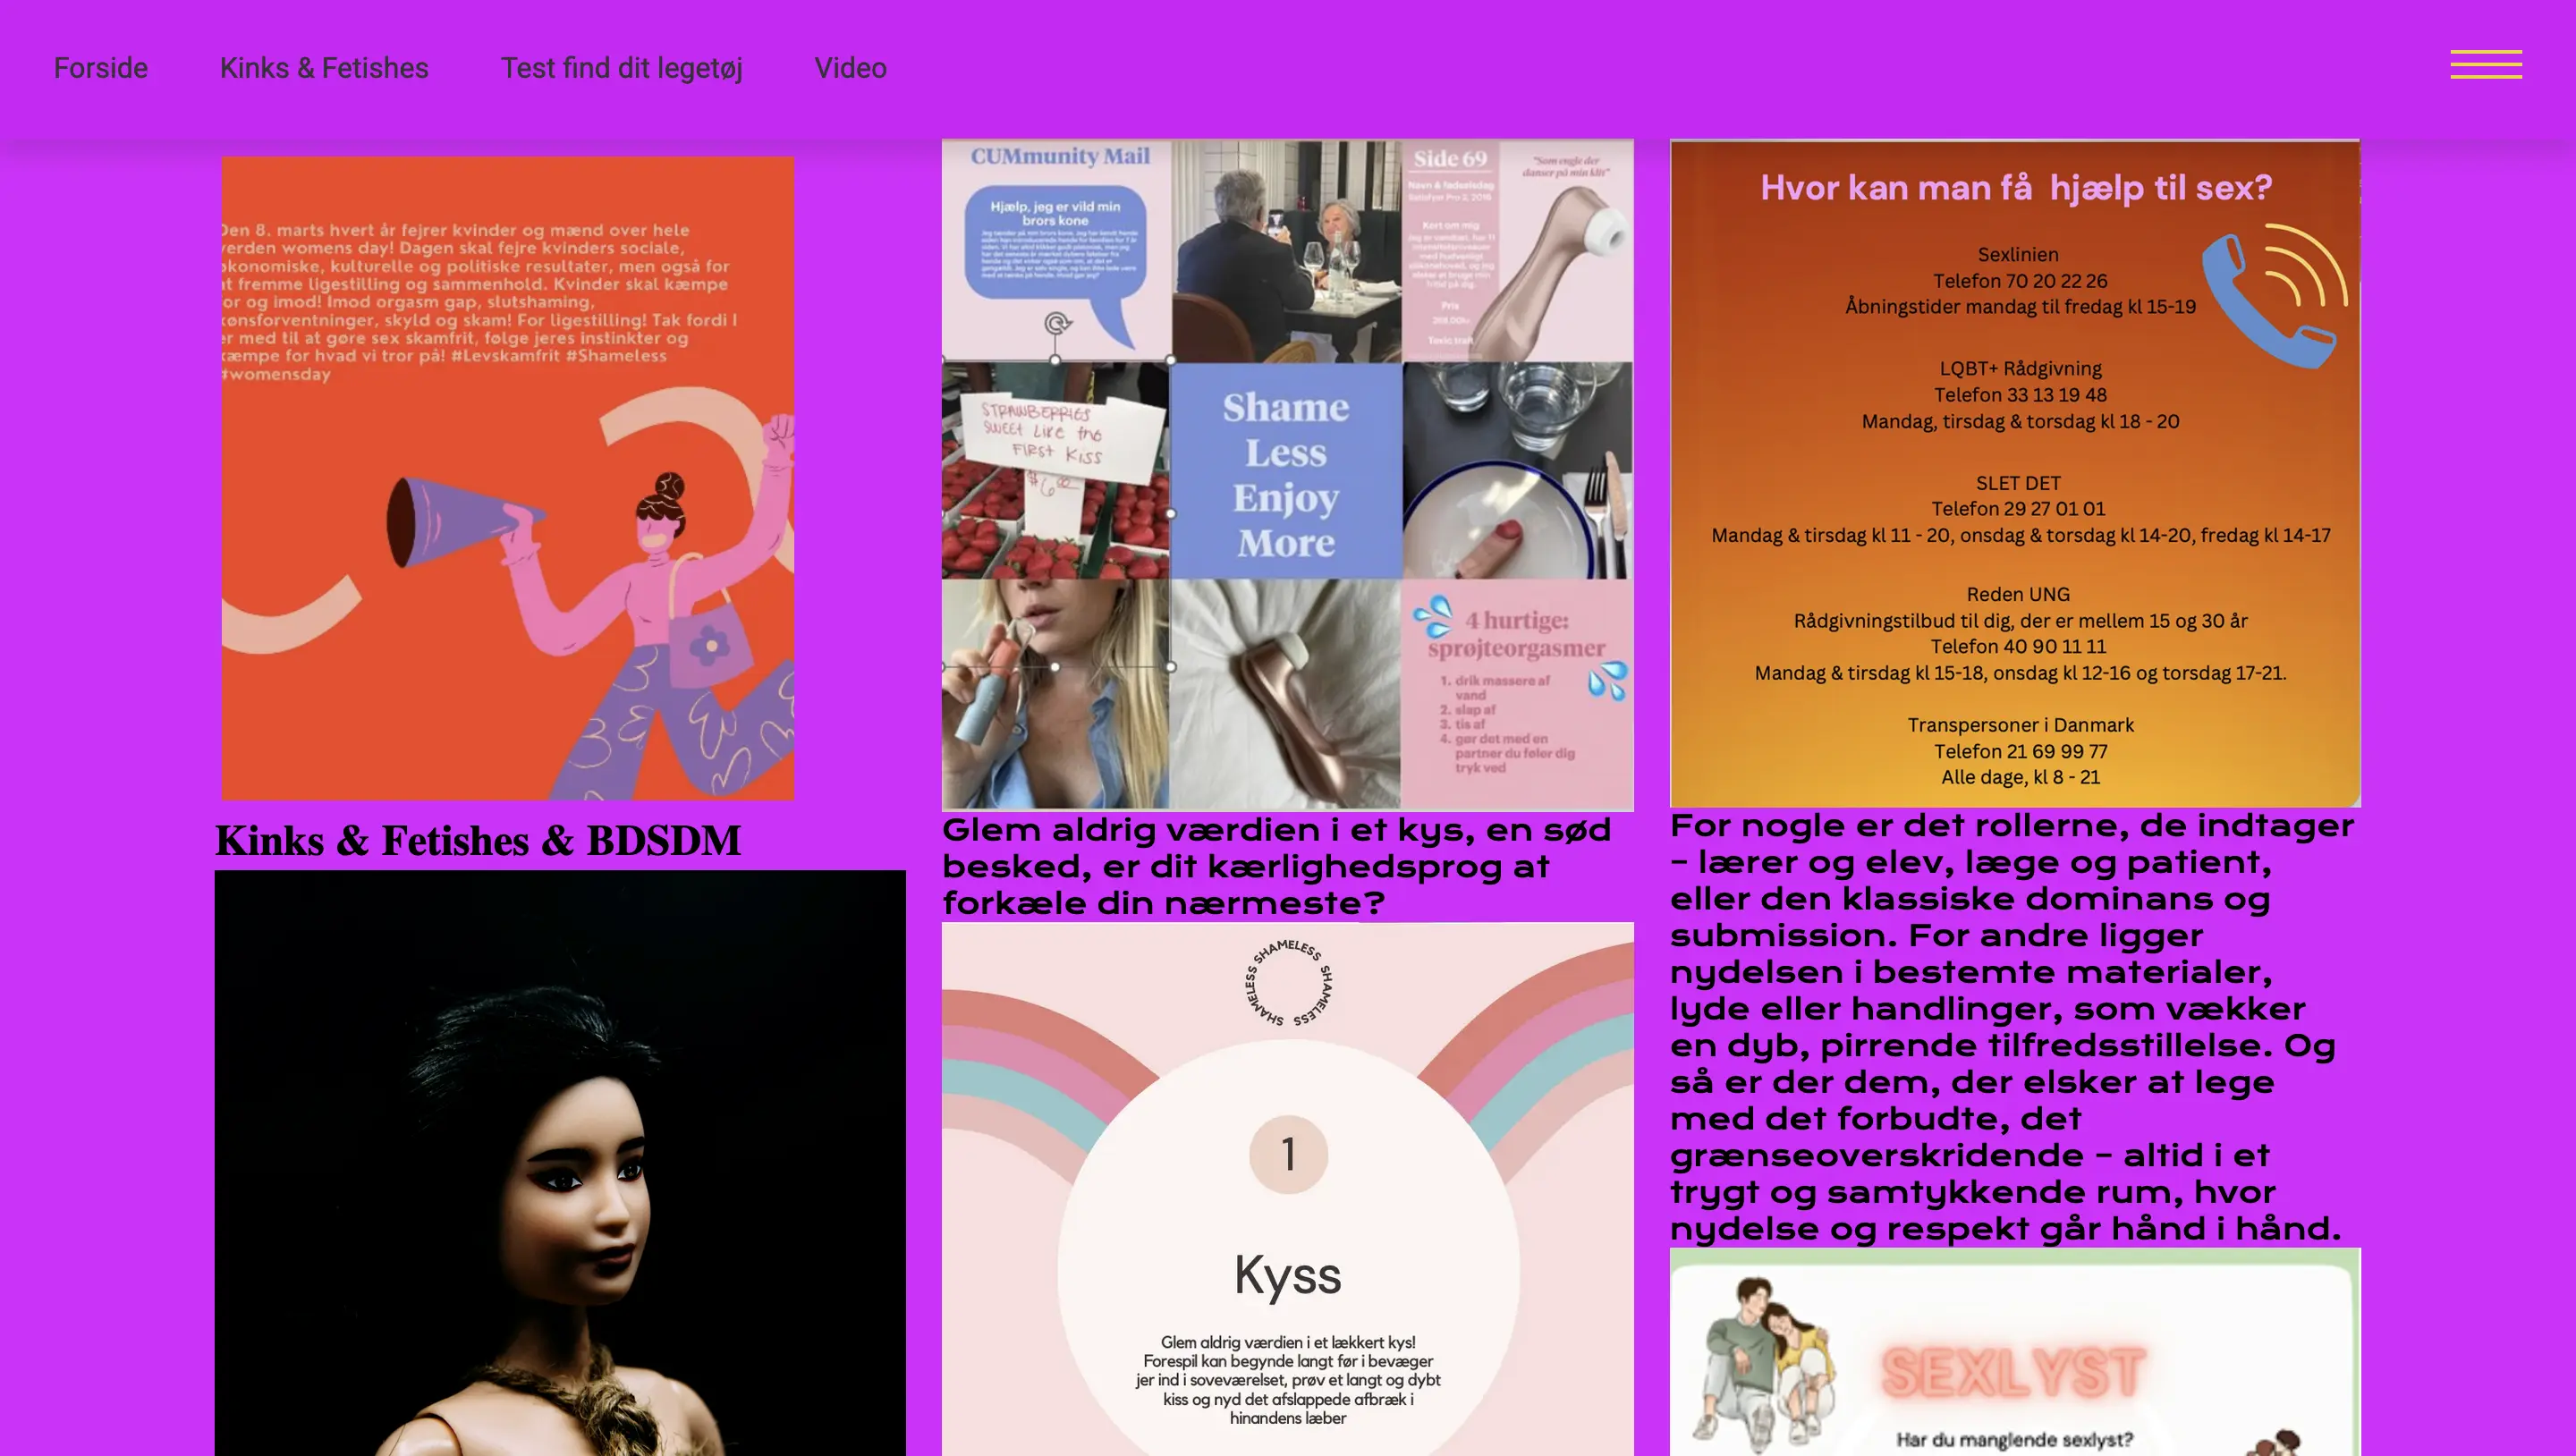 Forside
Kinks & Fetishes
Test find dit legetøj
Video
Den 8. marts hvert år fejrer kvinder og mænd over hele
verden womens day! Dagen skal fejre kvinders sociale,
økonomiske, kulturelle og politiske resultater, men også for
at fremme ligestilling og sammenhold. Kvinder skal kæmpe
for og imod! Imod orgasm gap, slutshaming,
kønsforventninger, skyld og skam! For ligestilling! Tak fordi I
er med til at gøre sex skamfrit, følge jeres instinkter og
kæmpe for hvad vi tror på! #Levskamfrit #Shameless
#womensday
Kinks & Fetishes & BDSDM
CUMmunity Mail
Hjælp, jeg er vild min
brors kone
Side 69
"Som engle der
danser på min klit"
Navn & fødselsdag
Satisfyer Pro 2, 2016
Kort om mig
Pris
Toxic trait
STRAWBERRIES
SWEET LIKE the
FIRST KISS
$6.00
Shame
Less
Enjoy
More
4 hurtige:
sprøjteorgasmer
1. drik massere af
vand
2. slap af
3. tis af
4. gør det med en
partner du føler dig
tryk ved
Glem aldrig værdien i et kys, en sød
besked, er dit kærlighedsprog at
forkæle din nærmeste?
SHAMELESS SHAMELESS SHAMELESS
1
Kyss
Glem aldrig værdien i et lækkert kys!
Forespil kan begynde langt før i bevæger
jer ind i soveværelset, prøv et langt og dybt
kiss og nyd det afslappede afbræk i
hinandens læber
Hvor kan man få hjælp til sex?
Sexlinien
Telefon 70 20 22 26
Åbningstider mandag til fredag kl 15-19
LQBT+ Rådgivning
Telefon 33 13 19 48
Mandag, tirsdag & torsdag kl 18 - 20
SLET DET
Telefon 29 27 01 01
Mandag & tirsdag kl 11 - 20, onsdag & torsdag kl 14-20, fredag kl 14-17
Reden UNG
Rådgivningstilbud til dig, der er mellem 15 og 30 år
Telefon 40 90 11 11
Mandag & tirsdag kl 15-18, onsdag kl 12-16 og torsdag 17-21.
Transpersoner i Danmark
Telefon 21 69 99 77
Alle dage, kl 8 - 21
For nogle er det rollerne, de indtager
– lærer og elev, læge og patient,
eller den klassiske dominans og
submission. For andre ligger
nydelsen i bestemte materialer,
lyde eller handlinger, som vækker
en dyb, pirrende tilfredsstillelse. Og
så er der dem, der elsker at lege
med det forbudte, det
grænseoverskridende – altid i et
trygt og samtykkende rum, hvor
nydelse og respekt går hånd i hånd.
SEXLYST
Har du manglende sexlyst?